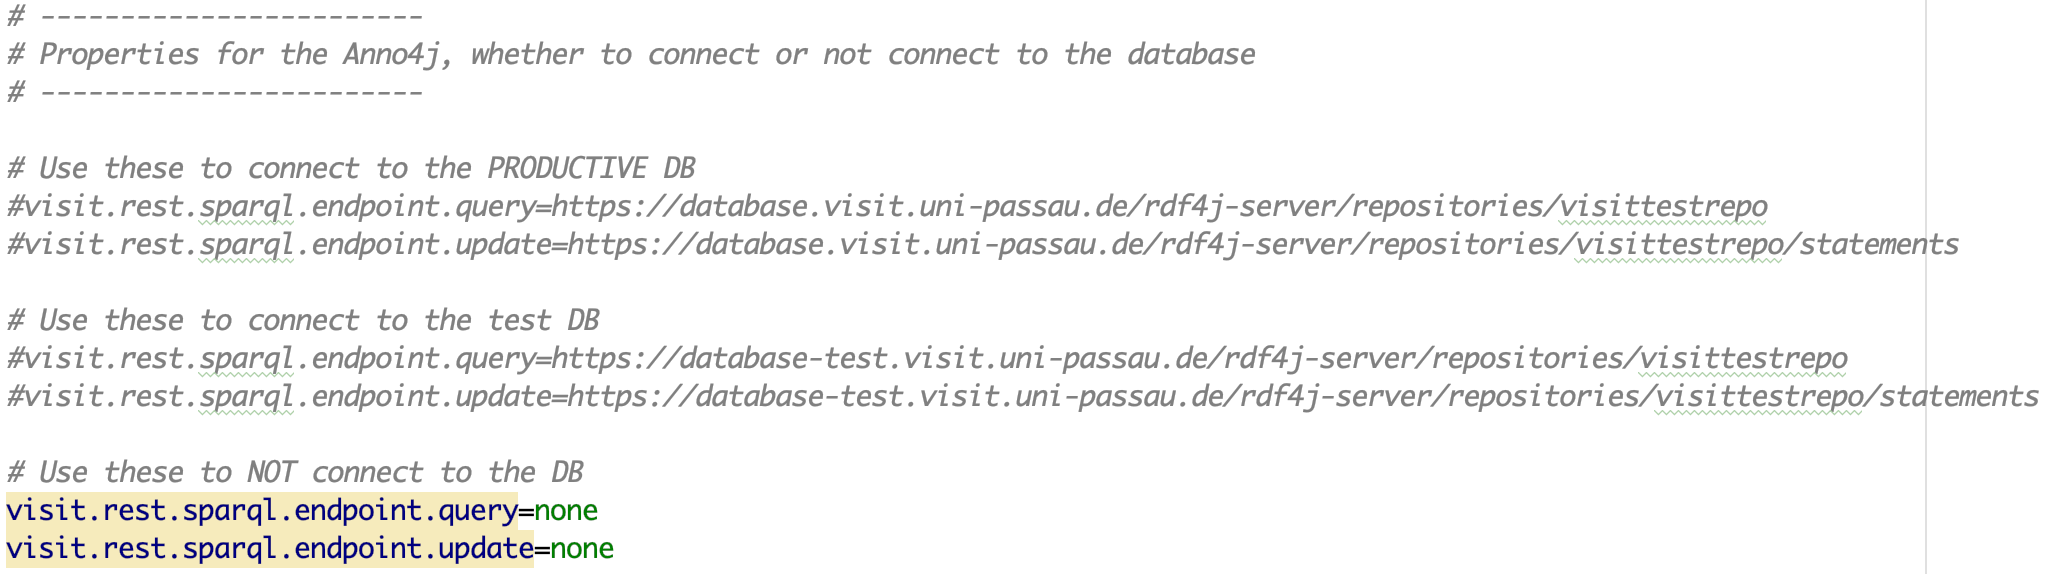 # ------------------------
# Properties for the Anno4j, whether to connect or not connect to the database
# ------------------------
# Use these to connect to the PRODUCTIVE DB
#visit.rest.sparql.endpoint.query=https://database.visit.uni-passau.de/rdf4j-server/repositories/visittestrepo
#visit.rest.sparql.endpoint.update=https://database.visit.uni-passau.de/rdf4j-server/repositories/visittestrepo/statements
# Use these to connect to the test DB
#visit.rest.sparql.endpoint.query=https://database-test.visit.uni-passau.de/rdf4j-server/repositories/visittestrepo
#visit.rest.sparql.endpoint.update=https://database-test.visit.uni-passau.de/rdf4j-server/repositories/visittestrepo/statements
# Use these to NOT connect to the DB
visit.rest.sparql.endpoint.query=none
visit.rest.sparql.endpoint.update=none